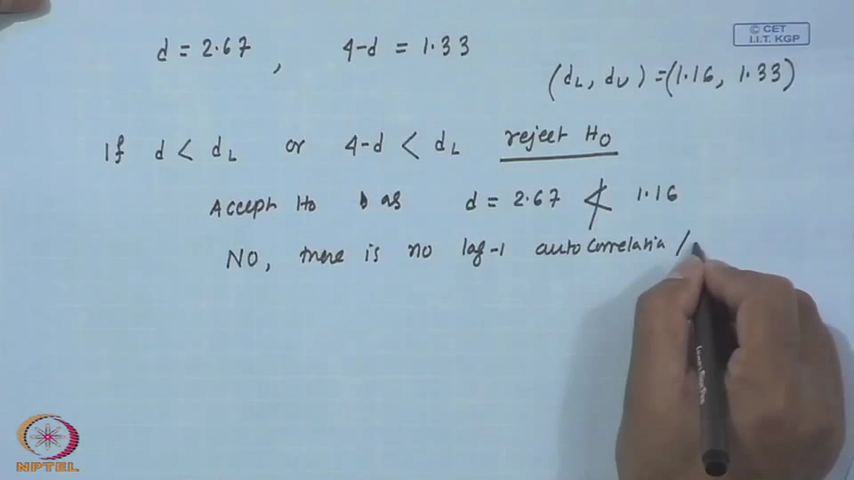 © CET
I.I.T. KGP
d = 2.67 , 4-d = 1.33
(dL, dU) = (1.16, 1.33)
If d < dL or 4-d < dL reject H0
Accept H0 as d = 2.67 ≮ 1.16
NO, there is no lag-1 autocorrelation /
NPTEL